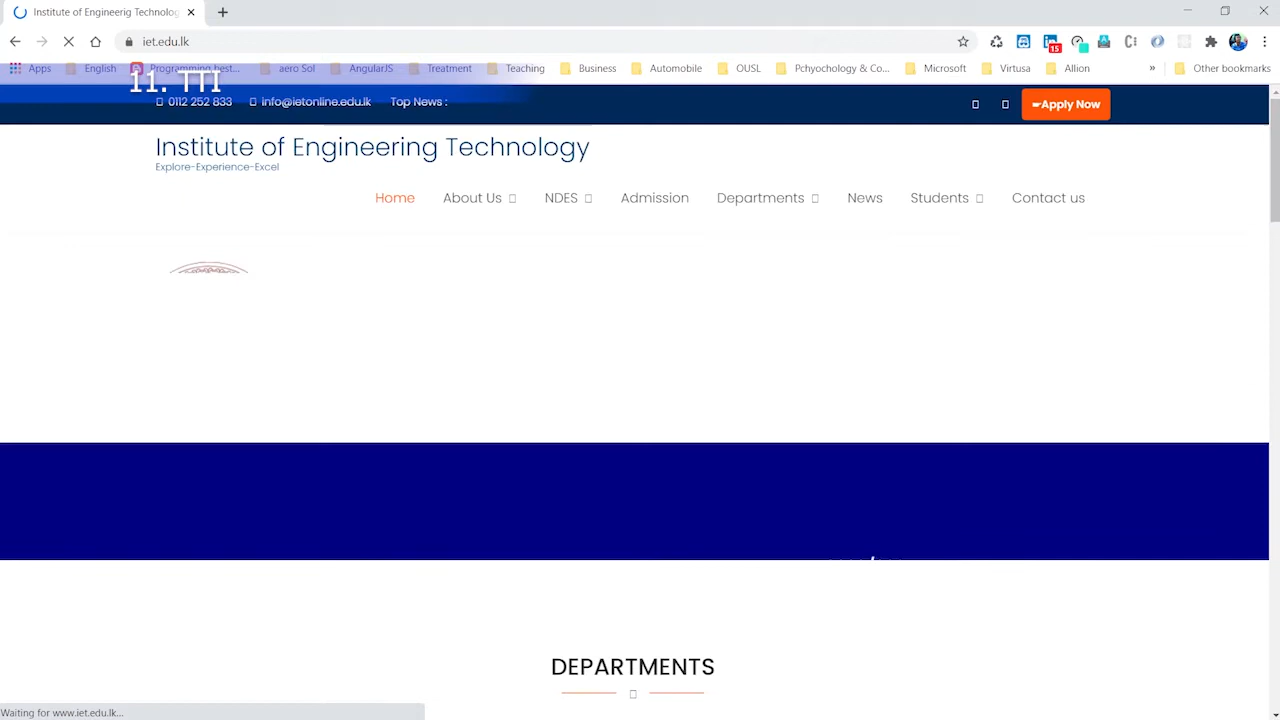 Institute of Engineerig Technolog
iet.edu.lk
15
Apps English Programming best... aero Sol AngularJS Treatment Teaching Business Automobile OUSL Pchyochology & Co... Microsoft Virtusa Allion » Other bookmarks
11. TTI
0112 252 833 info@ietonline.edu.lk Top News : Apply Now
Institute of Engineering Technology
Explore-Experience-Excel
Home About Us NDES Admission Departments News Students Contact us
DEPARTMENTS
Waiting for www.iet.edu.lk...